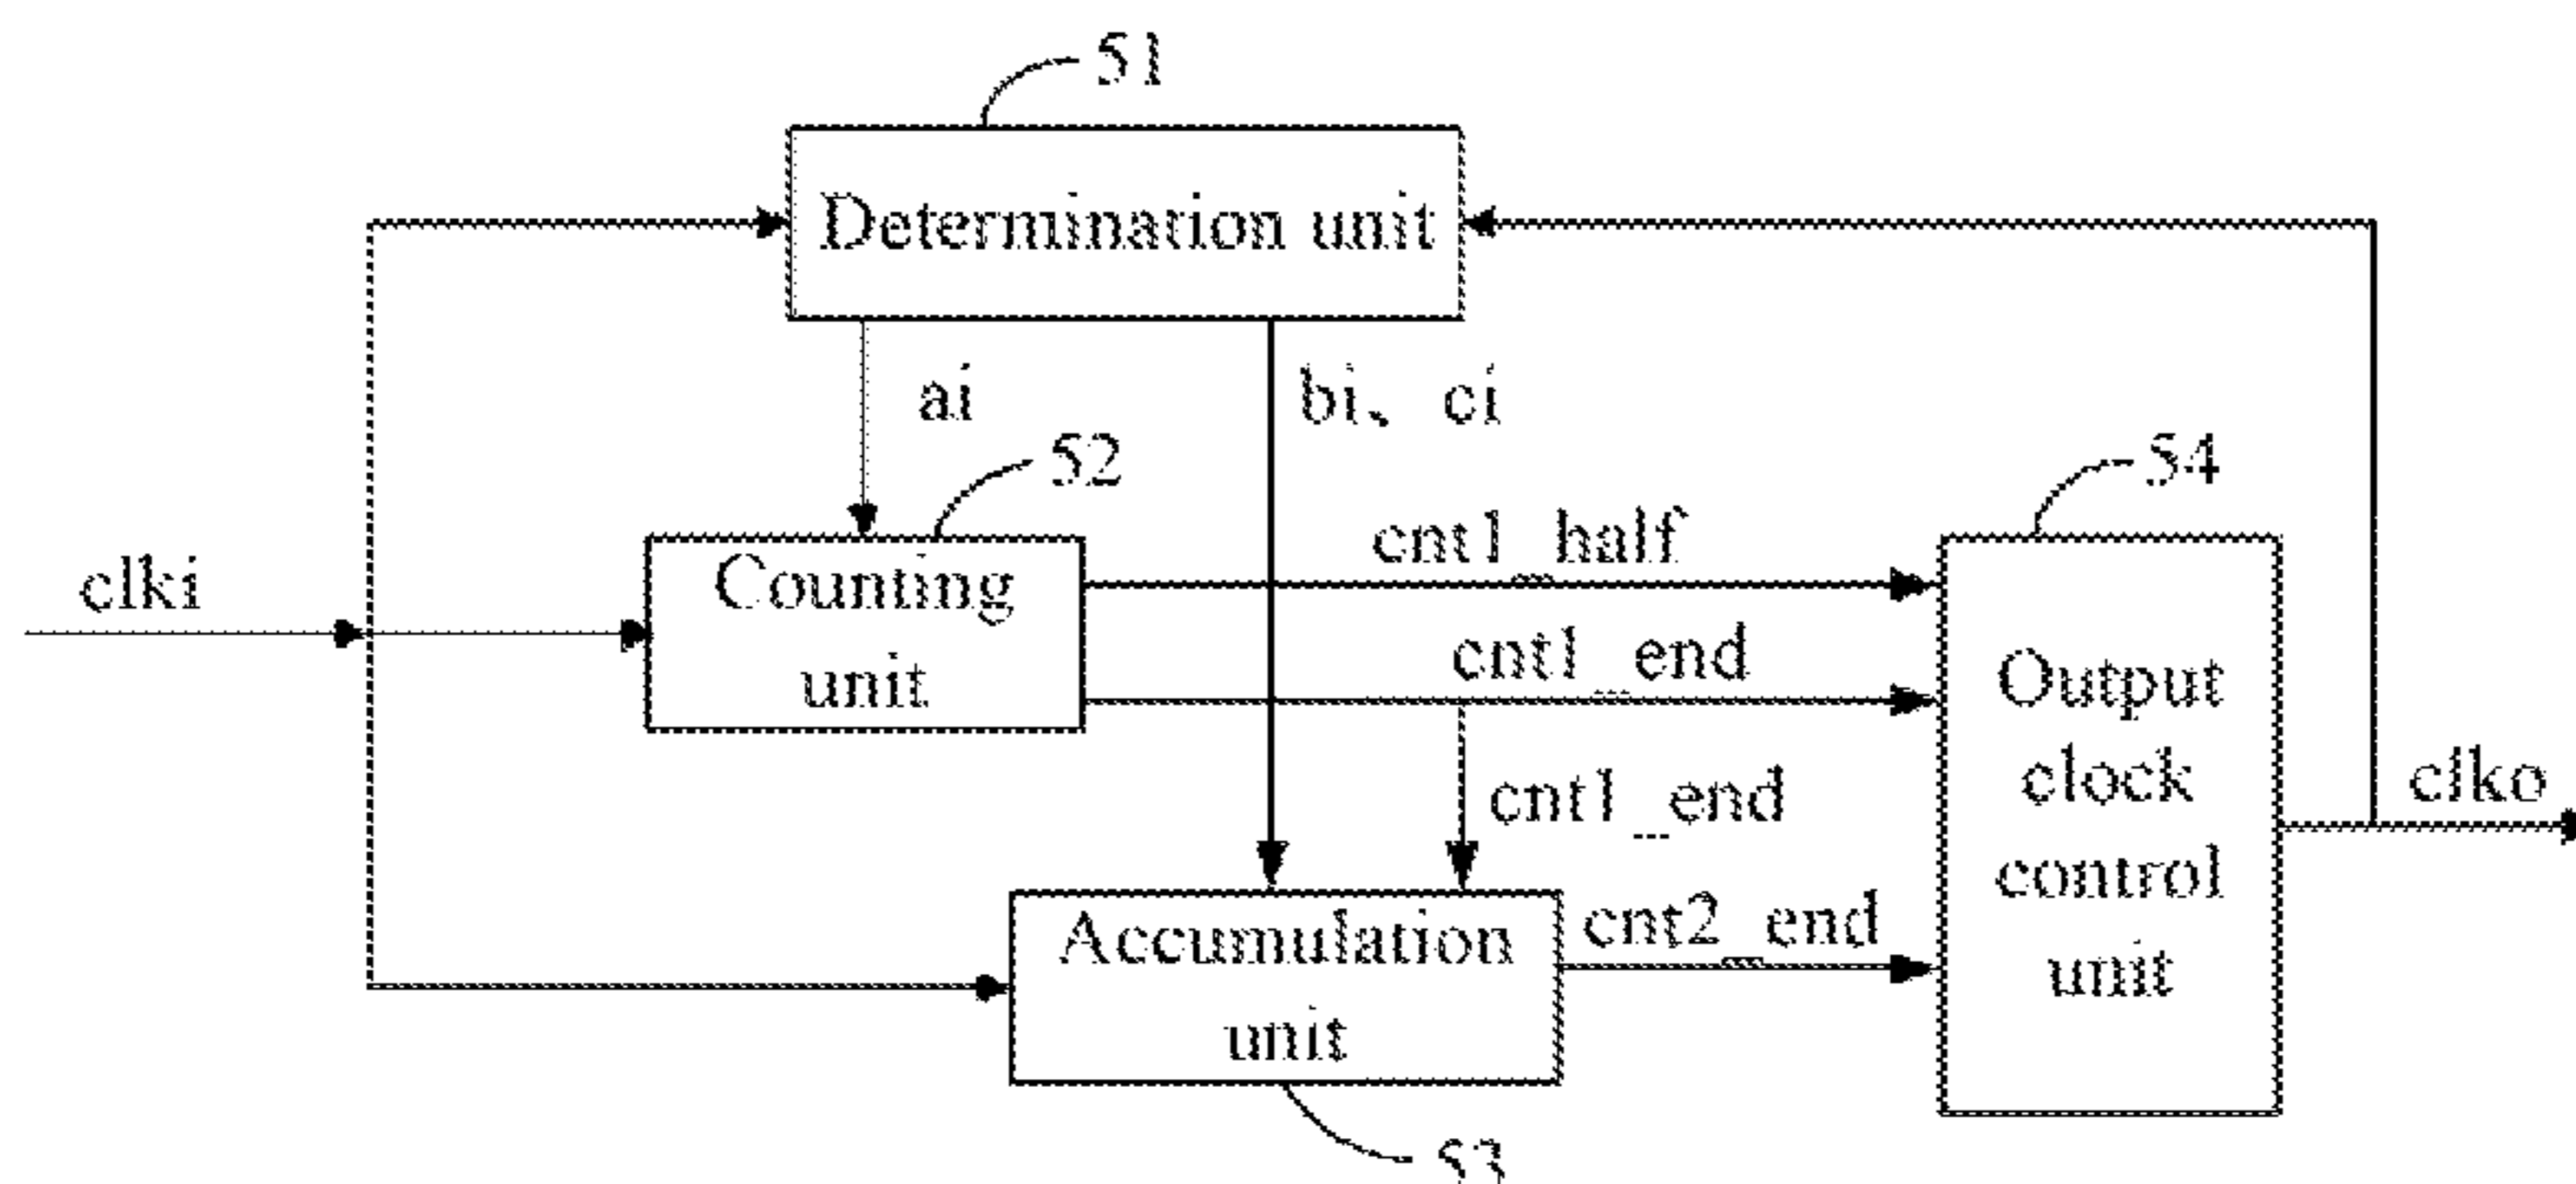 51
Determination unit
ai
bi、ci
52
54
clki
Counting
unit
cnt1_half
cnt1_end
Output
clock
control
unit
cnt1_end
clko
Accumulation
unit
cnt2_end
53